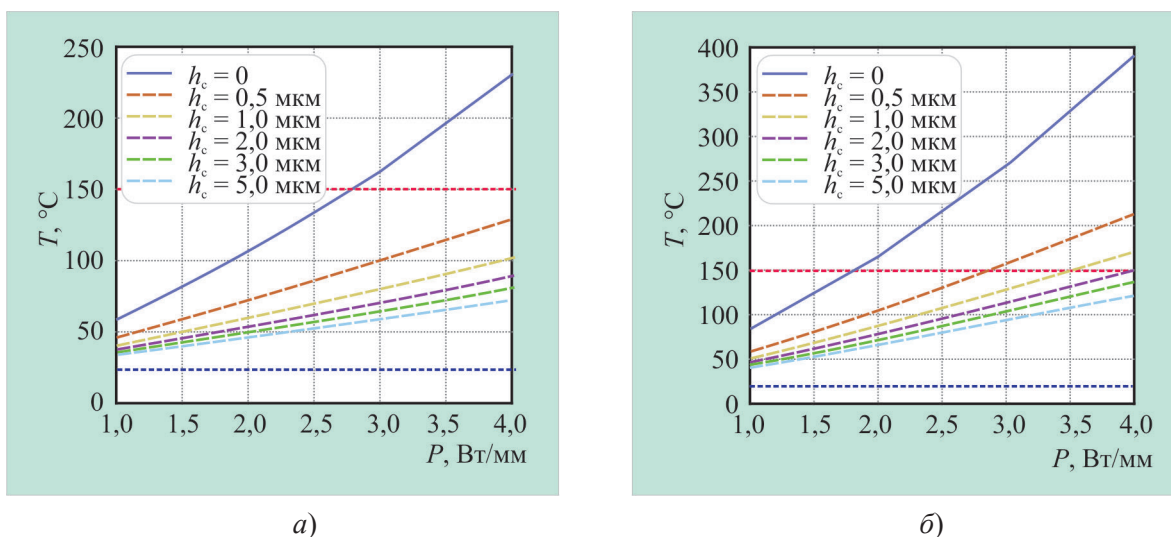 250
200
150
100
50
0
T, °C
h_c = 0
h_c = 0,5 мкм
h_c = 1,0 мкм
h_c = 2,0 мкм
h_c = 3,0 мкм
h_c = 5,0 мкм
1,0 1,5 2,0 2,5 3,0 3,5 4,0
P, Вт/мм
а)
400
350
300
250
200
150
100
50
0
T, °C
h_c = 0
h_c = 0,5 мкм
h_c = 1,0 мкм
h_c = 2,0 мкм
h_c = 3,0 мкм
h_c = 5,0 мкм
1,0 1,5 2,0 2,5 3,0 3,5 4,0
P, Вт/мм
б)